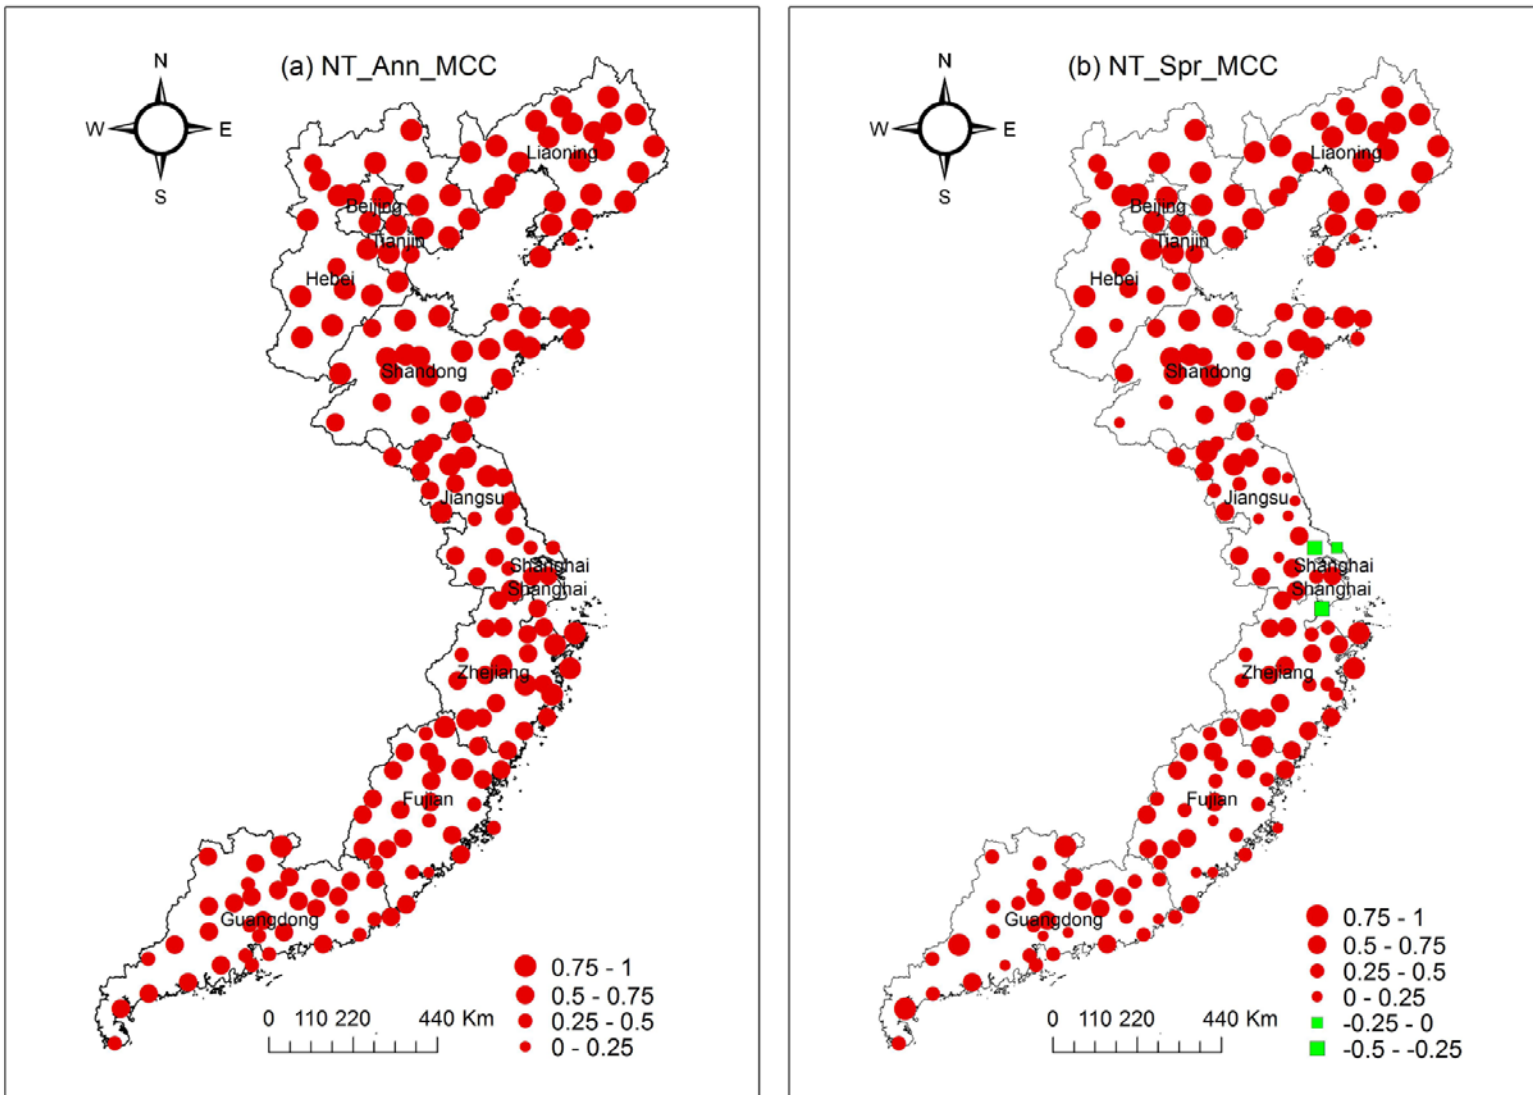 (a) NT_Ann_MCC
N
W
E
S
Liaoning
Beijing
Tianjin
Hebei
Shandong
Jiangsu
Shanghai
Shanghai
Zhejiang
Fujian
Guangdong
0.75 - 1
0.5 - 0.75
0.25 - 0.5
0 - 0.25
0 110 220 440 Km
(b) NT_Spr_MCC
N
W
E
S
Liaoning
Beijing
Tianjin
Hebei
Shandong
Jiangsu
Shanghai
Shanghai
Zhejiang
Fujian
Guangdong
0.75 - 1
0.5 - 0.75
0.25 - 0.5
0 - 0.25
-0.25 - 0
-0.5 - -0.25
0 110 220 440 Km